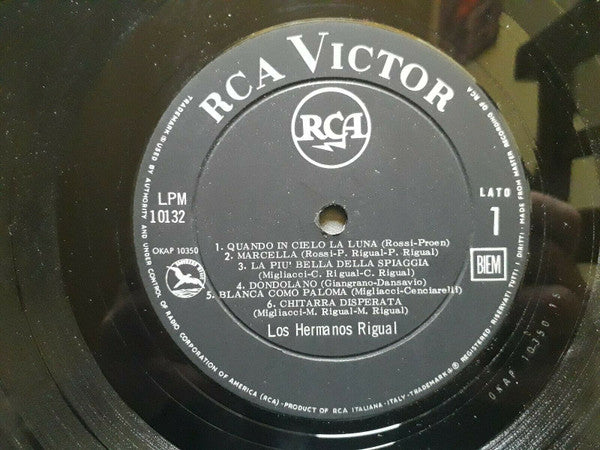 RCA VICTOR
RCA
LPM
10132
OKAP 10350
LATO
1
BIEM
1. QUANDO IN CIELO LA LUNA (Rossi-Proen)
2. MARCELLA (Rossi-P. Rigual-P. Rigual)
3. LA PIU' BELLA DELLA SPIAGGIA
(Migliacci-C. Rigual-C. Rigual)
4. DONDOLANO (Giangrano-Dansavio)
5. BLANCA COMO PALOMA (Migliacci-Cenciarelli)
6. CHITARRA DISPERATA
(Migliacci-M. Rigual-M. Rigual)
Los Hermanos Rigual
TRADEMARK ® USED BY AUTHORITY AND UNDER CONTROL OF RADIO CORPORATION OF AMERICA (RCA) - PRODUCT OF RCA ITALIANA - ITALY - TRADEMARK ® REGISTERED. RISERVATI TUTTI I DIRITTI - MADE FROM MASTER RECORDING OF RCA
OKAP 10350 1S